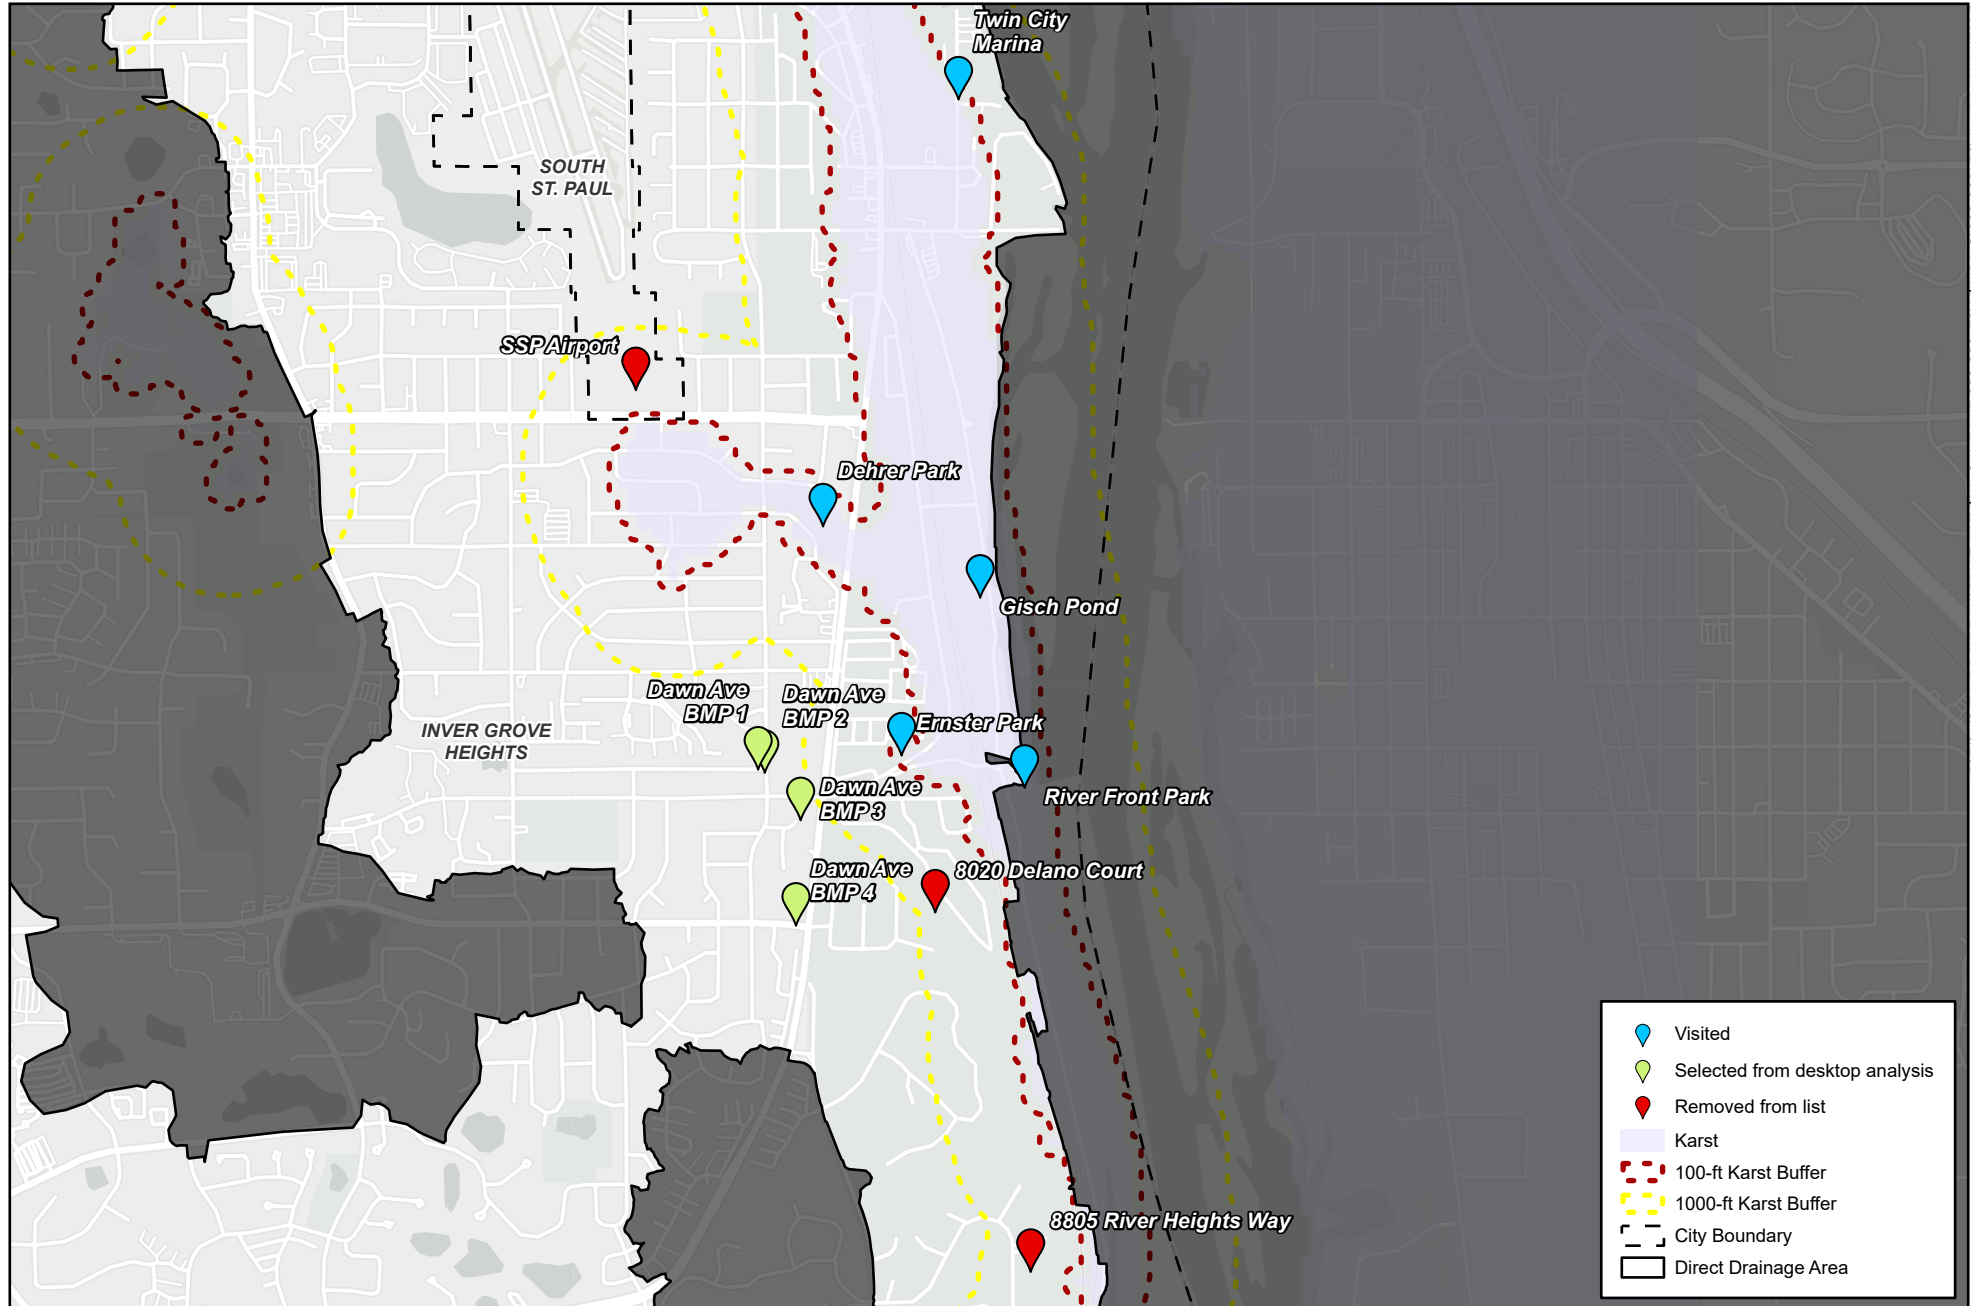 Twin City
Marina
SOUTH
ST. PAUL
SSP Airport
Dehrer Park
Gisch Pond
Dawn Ave
BMP 1
Dawn Ave
BMP 2
Ernster Park
INVER GROVE
HEIGHTS
River Front Park
Dawn Ave
BMP 3
Dawn Ave
BMP 4
8020 Delano Court
8805 River Heights Way
Visited
Selected from desktop analysis
Removed from list
Karst
100-ft Karst Buffer
1000-ft Karst Buffer
City Boundary
Direct Drainage Area